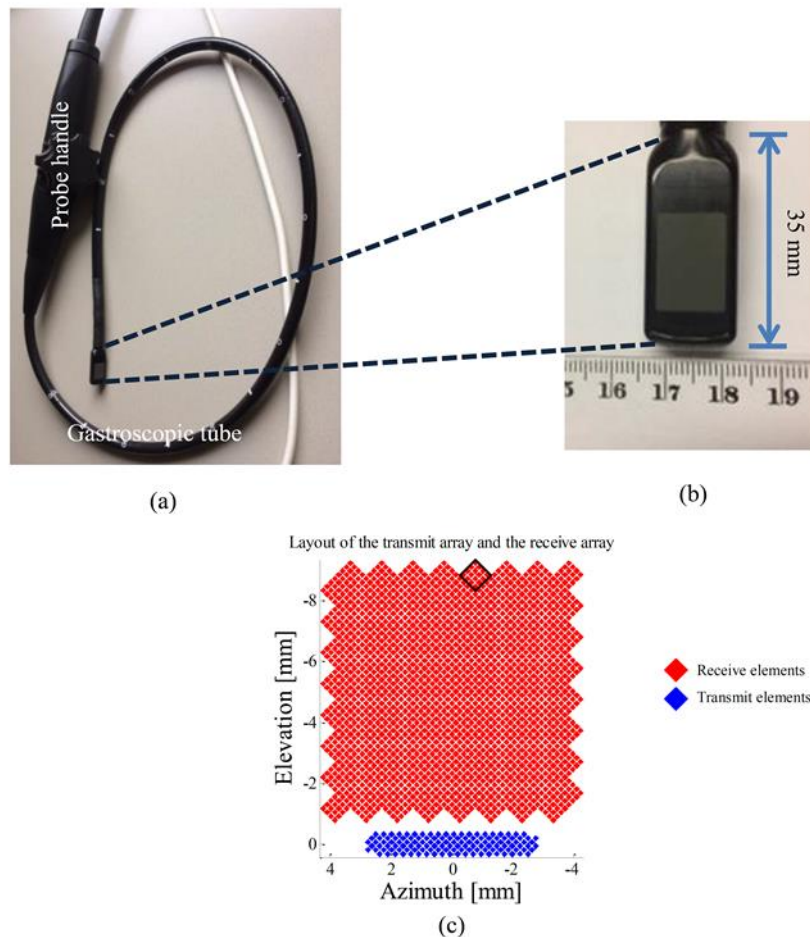 Probe handle
Gastroscopic tube
(a)
35 mm
5 16 17 18 19
(b)
Layout of the transmit array and the receive array
Elevation [mm]
-8
-6
-4
-2
0
4 2 0 -2 -4
Azimuth [mm]
Receive elements
Transmit elements
(c)